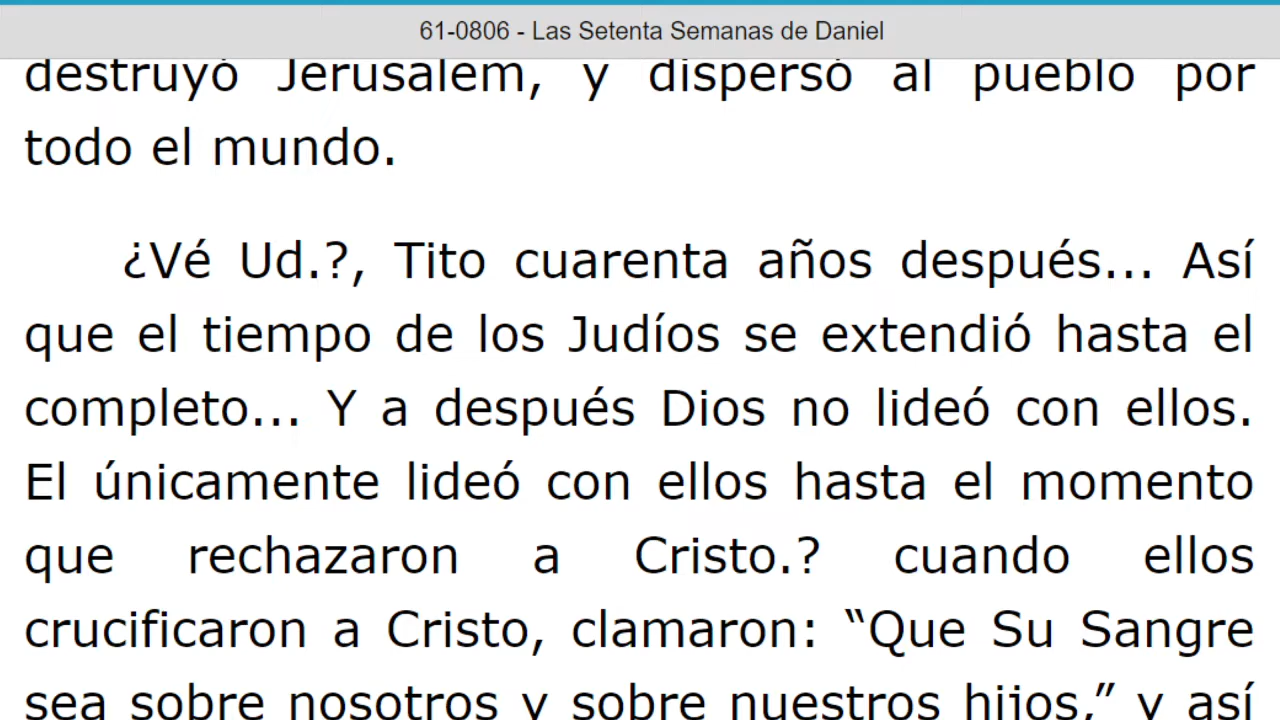 61-0806 - Las Setenta Semanas de Daniel
destruyó Jerusalem, y dispersó al pueblo por
todo el mundo.
¿Vé Ud.?, Tito cuarenta años después... Así
que el tiempo de los Judíos se extendió hasta el
completo... Y a después Dios no lideó con ellos.
El únicamente lideó con ellos hasta el momento
que rechazaron a Cristo.? cuando ellos
crucificaron a Cristo, clamaron: “Que Su Sangre
sea sobre nosotros y sobre nuestros hijos,” y así